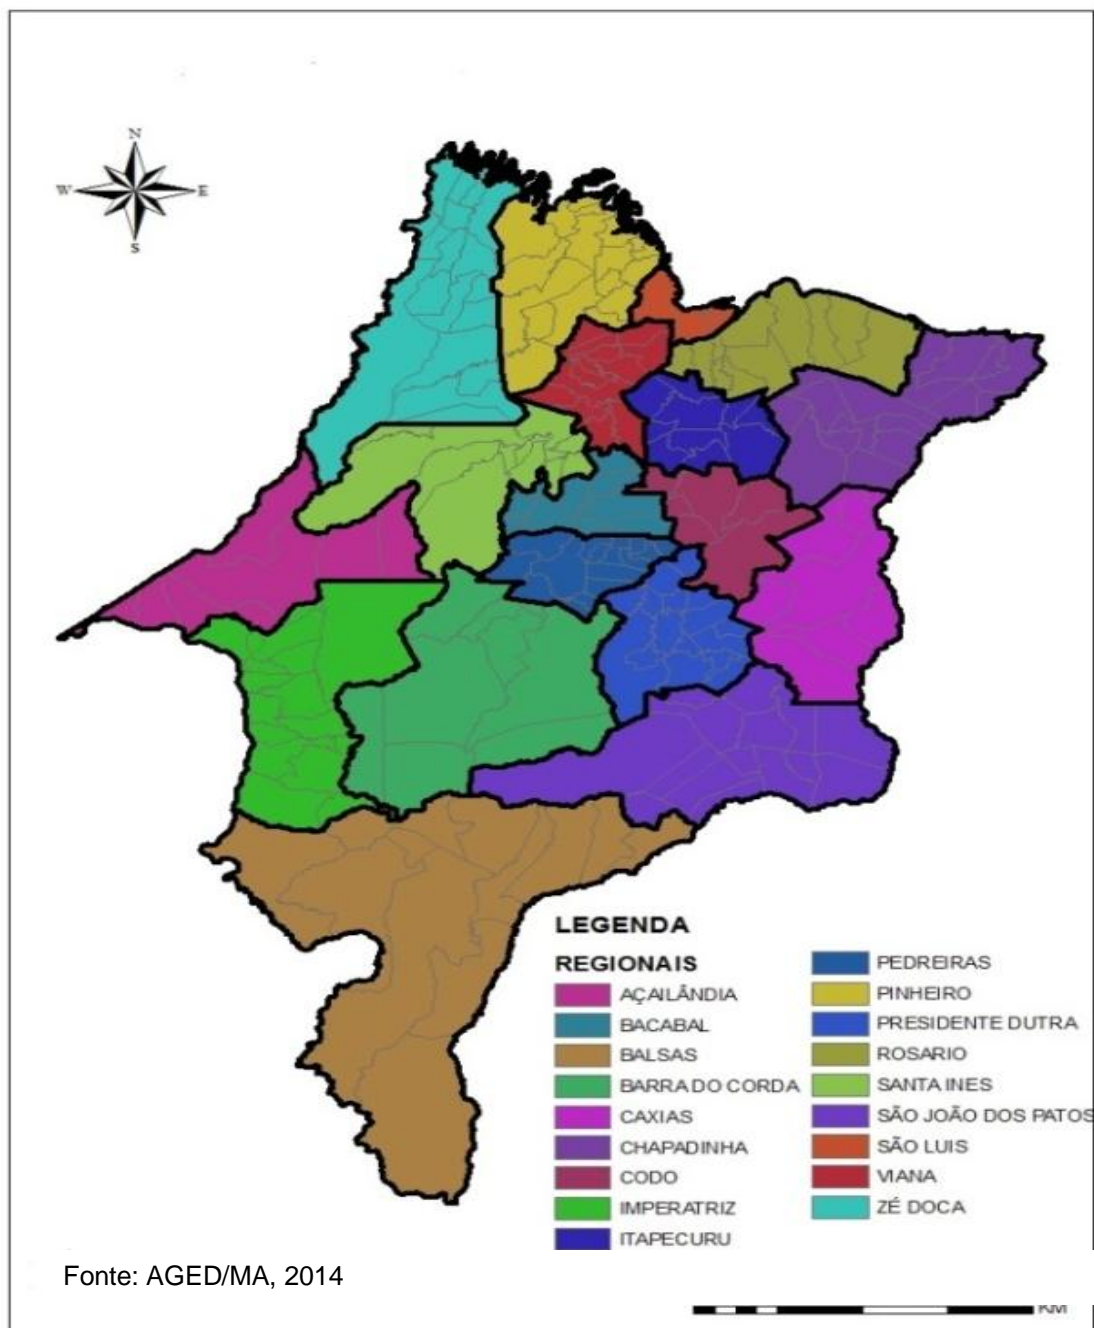 N
W
E
S
LEGENDA
REGIONAIS
AÇAILÂNDIA
BACABAL
BALSAS
BARRA DO CORDA
CAXIAS
CHAPADINHA
CODO
IMPERATRIZ
ITAPECURU
PEDREIRAS
PINHEIRO
PRESIDENTE DUTRA
ROSARIO
SANTA INES
SÃO JOÃO DOS PATOS
SÃO LUIS
VIANA
ZÉ DOCA
Fonte: AGED/MA, 2014
KM